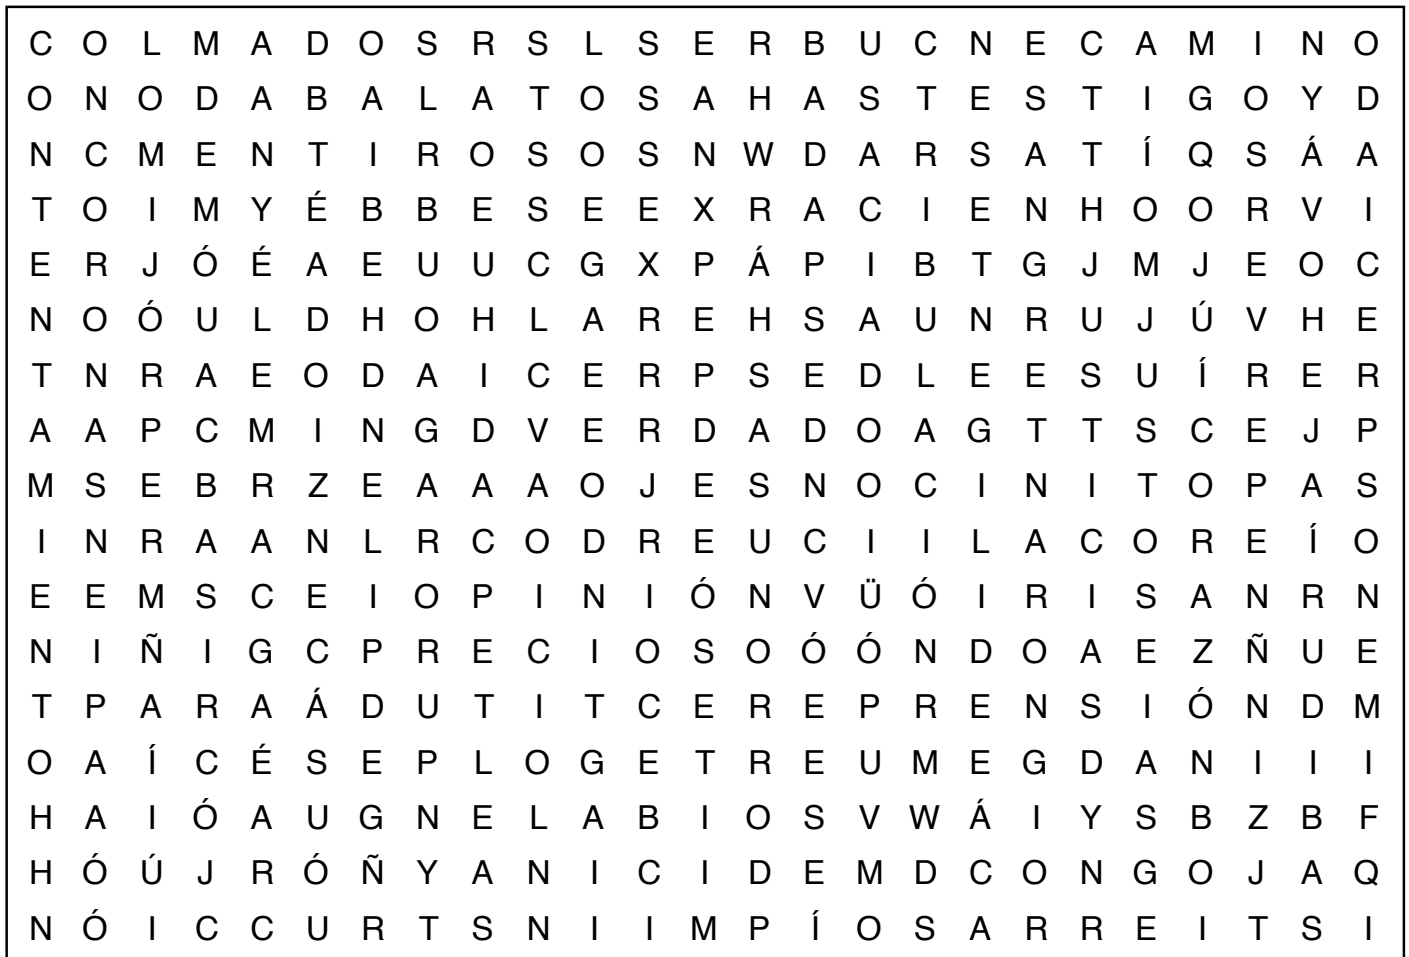 C O L M A D O S R S L S E R B U C N E C A M I N O
O N O D A B A L A T O S A H A S T E S T I G O Y D
N C M E N T I R O S O S N W D A R S A T Í Q S Á A
T O I M Y É B B E S E E X R A C I E N H O O R V I
E R J Ó É A E U U C G X P Á P I B T G J M J E O C
N O Ó U L D H O H L A R E H S A U N R U J Ú V H E
T N R A E O D A I C E R P S E D L E E S U Í R E R
A A P C M I N G D V E R D A D O A G T T S C E J P
M S E B R Z E A A A O J E S N O C I N I T O P A S
I N R A A N L R C O D R E U C I I L A C O R E Í O
E E M S C E I O P I N I Ó N V Ü Ó I R I S A N R N
N I Ñ I G C P R E C I O S O Ó Ó N D O A E Z Ñ U E
T P A R A Á D U T I T C E R E P R E N S I Ó N D M
O A Í C É S E P L O G E T R E U M E G D A N I I I
H A I Ó A U G N E L A B I O S V W Á I Y S B Z B F
H Ó Ú J R Ó Ñ Y A N I C I D E M D C O N G O J A Q
N Ó I C C U R T S N I I M P Í O S A R R E I T S I